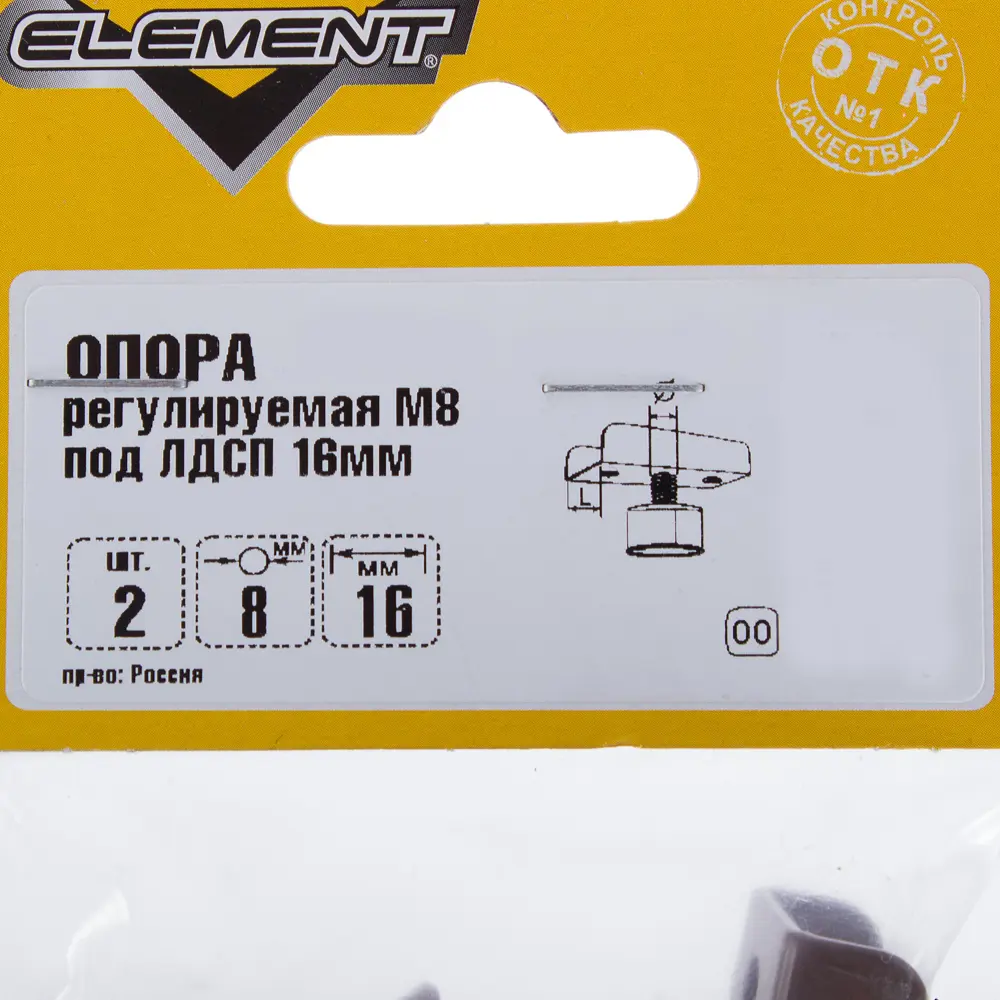 ELEMENT®
КОНТРОЛЬ
ОТК
№1
КАЧЕСТВА
ОПОРА
регулируемая М8
под ЛДСП 16мм
Ø
L
шт.
2
мм
8
мм
16
00
пр-во: Россия